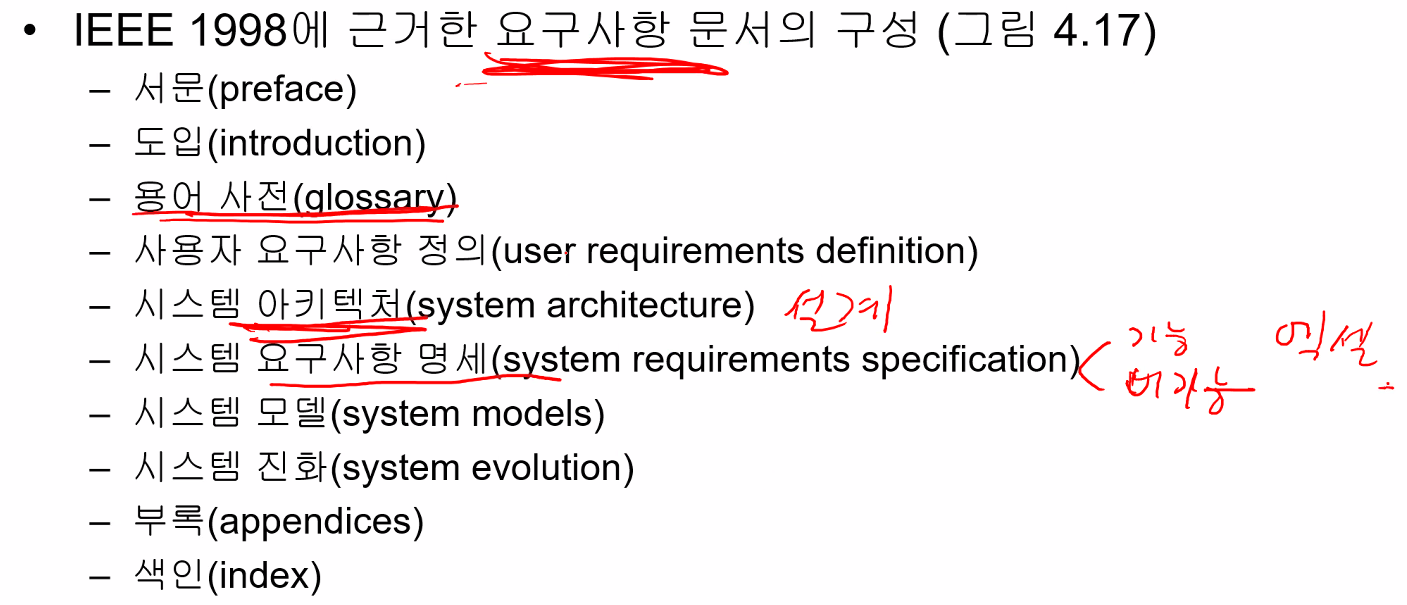 • IEEE 1998에 근거한 요구사항 문서의 구성 (그림 4.17)
– 서문(preface)
– 도입(introduction)
– 용어 사전(glossary)
– 사용자 요구사항 정의(user requirements definition)
– 시스템 아키텍처(system architecture) 설계
– 시스템 요구사항 명세(system requirements specification) 기능 엑셀
비기능
– 시스템 모델(system models)
– 시스템 진화(system evolution)
– 부록(appendices)
– 색인(index)